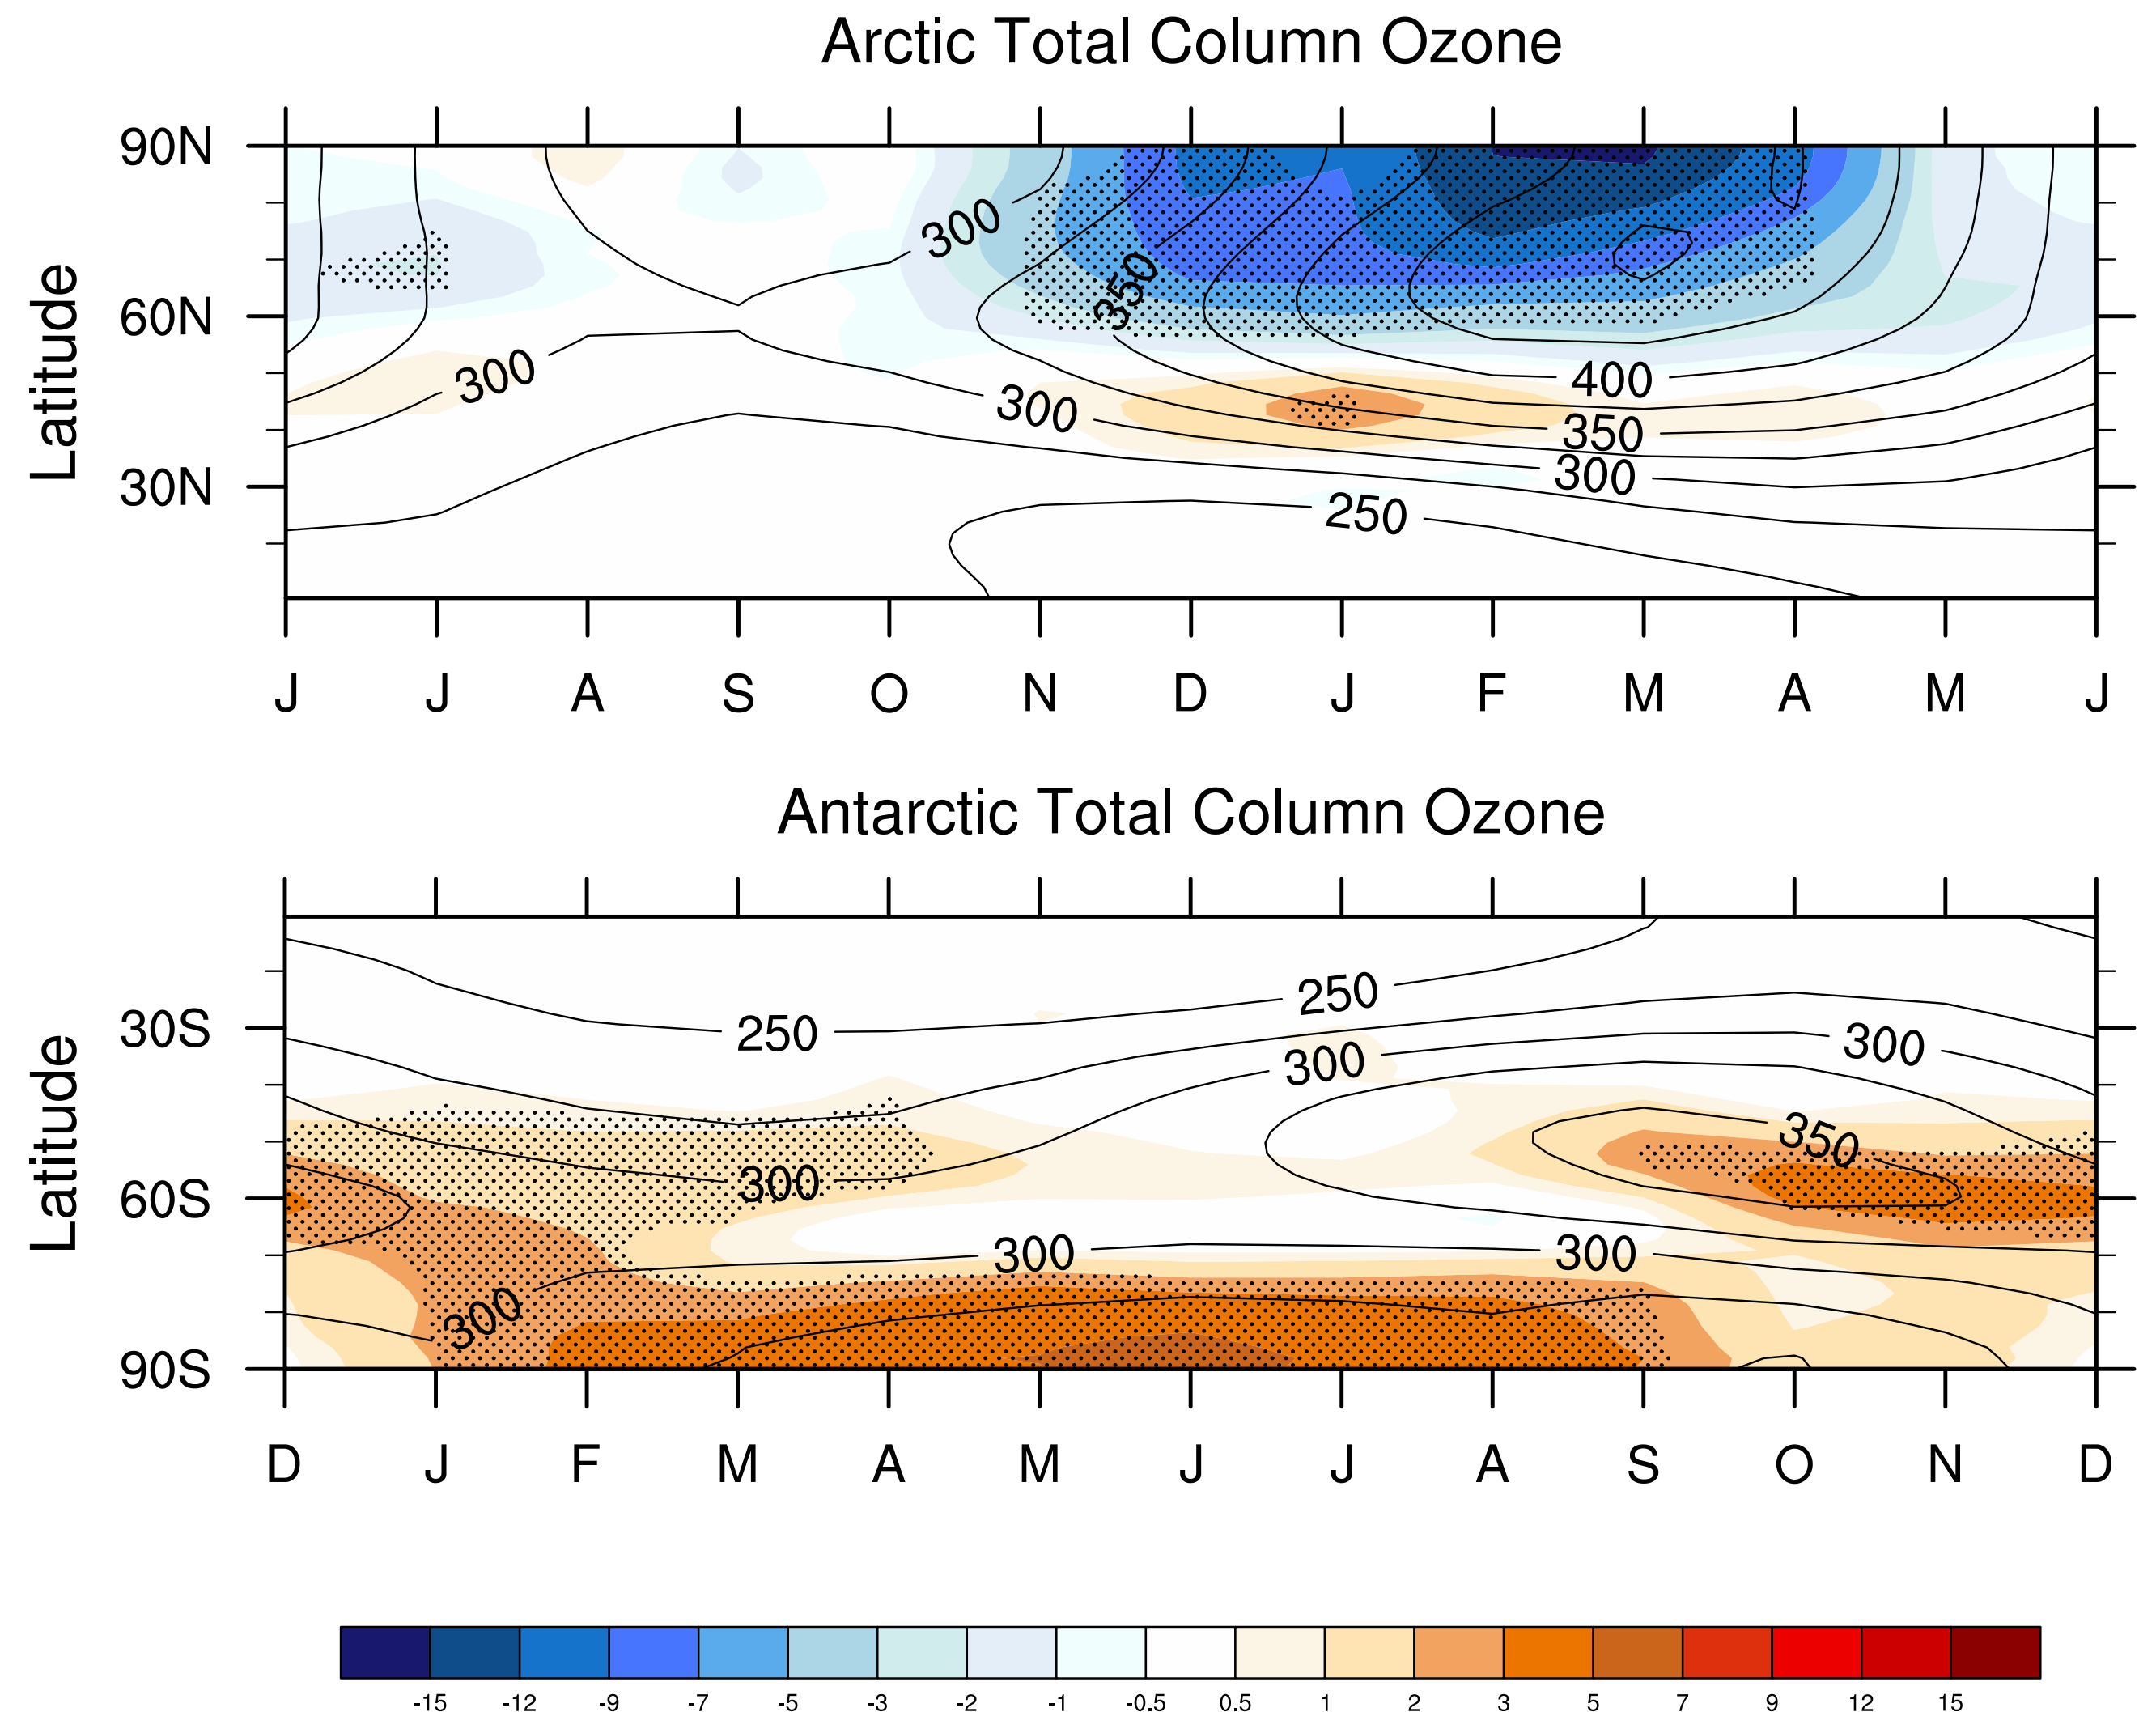 Arctic Total Column Ozone
90N
60N
30N
Latitude
300
300
350
300
400
350
300
250
J J A S O N D J F M A M J
Antarctic Total Column Ozone
30S
60S
90S
Latitude
250
250
300
300
350
300
300
300
300
D J F M A M J J A S O N D
-15 -12 -9 -7 -5 -3 -2 -1 -0.5 0.5 1 2 3 5 7 9 12 15